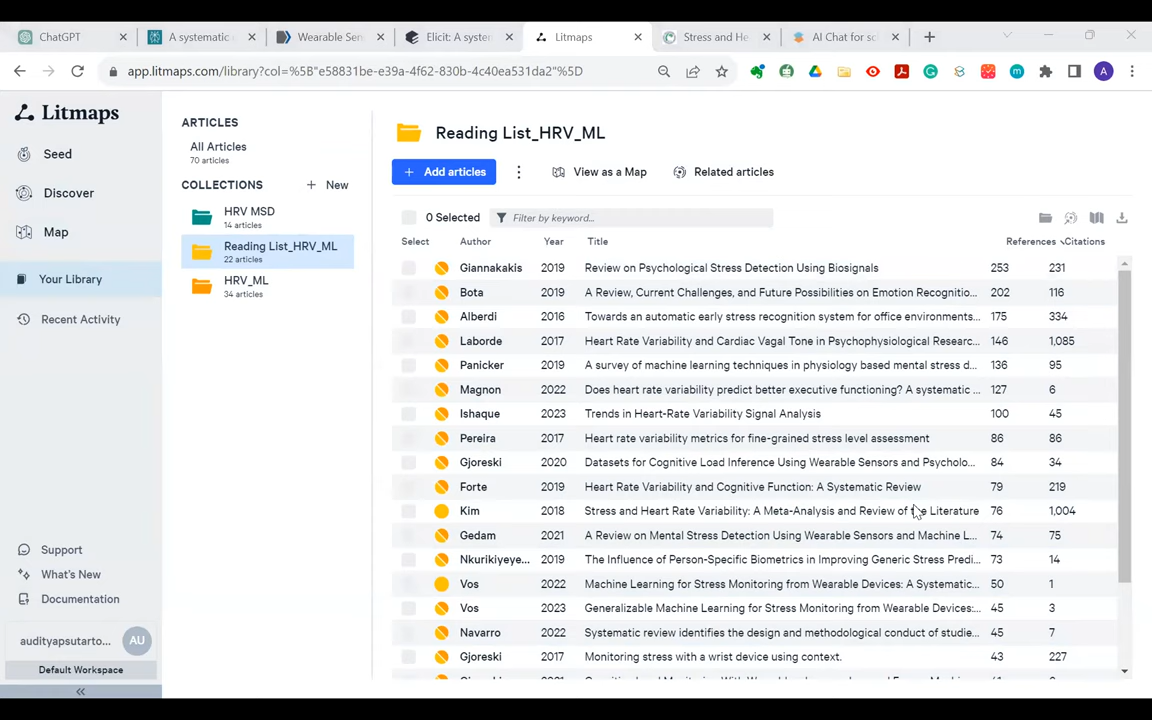 ChatGPT
A systematic
Wearable Sen
Elicit: A system
Litmaps
Stress and He
AI Chat for sc
app.litmaps.com/library?col=%5B"e58831be-e39a-4f62-830b-4c40ea531da2"%5D
A
Litmaps
Seed
Discover
Map
Your Library
Recent Activity
Support
What's New
Documentation
audityapsutarto...
AU
Default Workspace
ARTICLES
All Articles
70 articles
COLLECTIONS
New
HRV MSD
14 articles
Reading List_HRV_ML
22 articles
HRV_ML
34 articles
Reading List_HRV_ML
+ Add articles
View as a Map
Related articles
0 Selected
Filter by keyword...
Select Author Year Title References Citations
Giannakakis 2019 Review on Psychological Stress Detection Using Biosignals 253 231
Bota 2019 A Review, Current Challenges, and Future Possibilities on Emotion Recognitio... 202 116
Alberdi 2016 Towards an automatic early stress recognition system for office environments... 175 334
Laborde 2017 Heart Rate Variability and Cardiac Vagal Tone in Psychophysiological Researc... 146 1,085
Panicker 2019 A survey of machine learning techniques in physiology based mental stress d... 136 95
Magnon 2022 Does heart rate variability predict better executive functioning? A systematic ... 127 6
Ishaque 2023 Trends in Heart-Rate Variability Signal Analysis 100 45
Pereira 2017 Heart rate variability metrics for fine-grained stress level assessment 86 86
Gjoreski 2020 Datasets for Cognitive Load Inference Using Wearable Sensors and Psycholo... 84 34
Forte 2019 Heart Rate Variability and Cognitive Function: A Systematic Review 79 219
Kim 2018 Stress and Heart Rate Variability: A Meta-Analysis and Review of the Literature 76 1,004
Gedam 2021 A Review on Mental Stress Detection Using Wearable Sensors and Machine L... 74 75
Nkurikiyeye... 2019 The Influence of Person-Specific Biometrics in Improving Generic Stress Predi... 73 14
Vos 2022 Machine Learning for Stress Monitoring from Wearable Devices: A Systematic... 50 1
Vos 2023 Generalizable Machine Learning for Stress Monitoring from Wearable Devices:... 45 3
Navarro 2022 Systematic review identifies the design and methodological conduct of studie... 45 7
Gjoreski 2017 Monitoring stress with a wrist device using context. 43 227